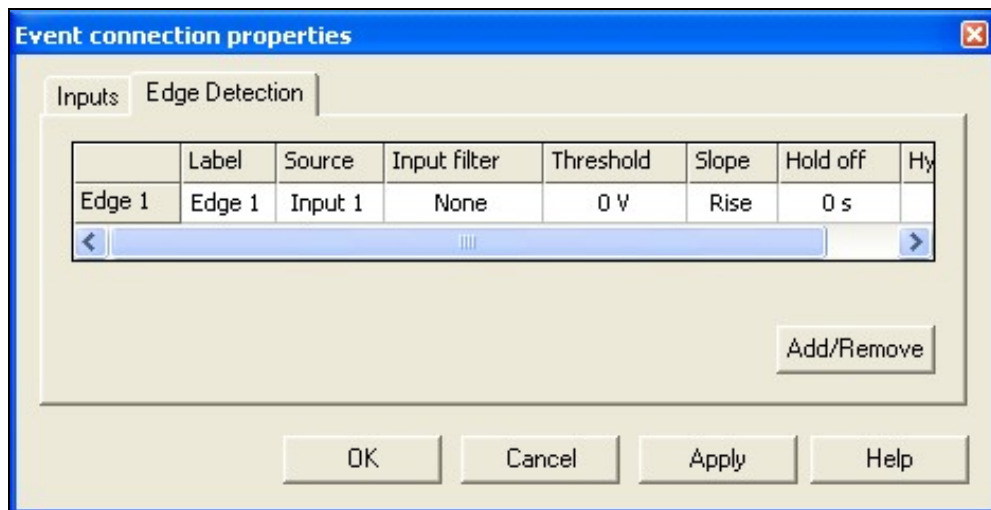 Event connection properties
Inputs Edge Detection
Label Source Input filter Threshold Slope Hold off Hy
Edge 1 Edge 1 Input 1 None 0 V Rise 0 s
Add/Remove
OK Cancel Apply Help